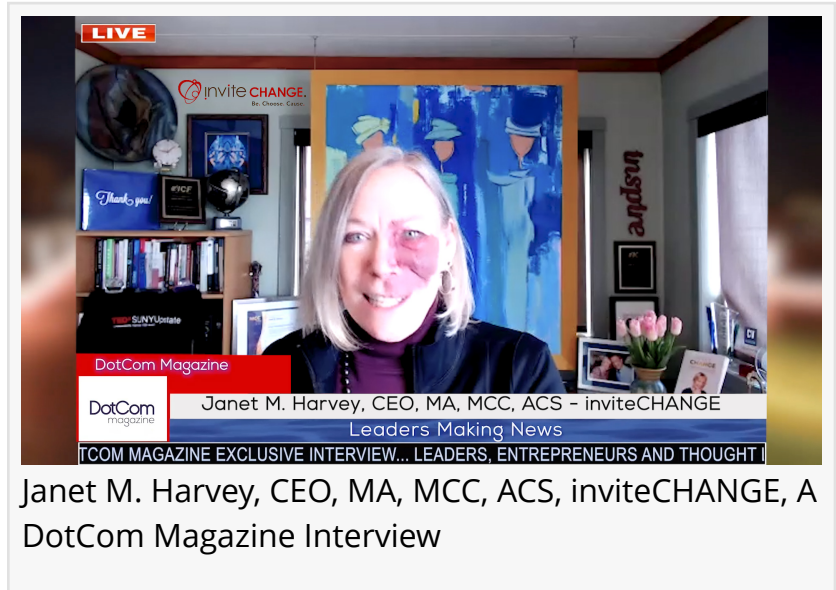 LIVE
invite CHANGE.
Be. Choose. Cause.
Thank you!
ICF
inspire
TEDx SUNYUpstate
CHANGE
DotCom Magazine
DotCom
magazine
Janet M. Harvey, CEO, MA, MCC, ACS - inviteCHANGE
Leaders Making News
TCOM MAGAZINE EXCLUSIVE INTERVIEW... LEADERS, ENTREPRENEURS AND THOUGHT
Janet M. Harvey, CEO, MA, MCC, ACS, inviteCHANGE, A
DotCom Magazine Interview